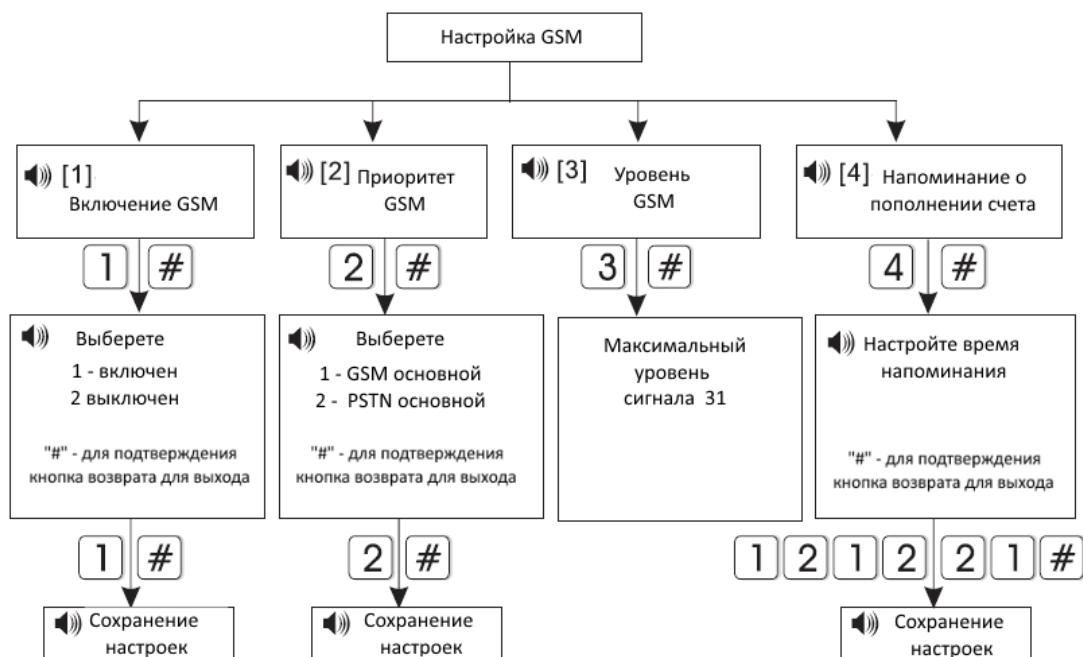 Настройка GSM
[1]
Включение GSM
[2] Приоритет
GSM
[3] Уровень
GSM
[4] Напоминание о
пополнении счета
1 #
2 #
3 #
4 #
Выберете
1 - включен
2 выключен
"#" - для подтверждения
кнопка возврата для выхода
Выберете
1 - GSM основной
2 - PSTN основной
"#" - для подтверждения
кнопка возврата для выхода
Максимальный
уровень
сигнала 31
Настройте время
напоминания
"#" - для подтверждения
кнопка возврата для выхода
1 #
2 #
1 2 1 2 2 1 #
Сохранение
настроек
Сохранение
настроек
Сохранение
настроек